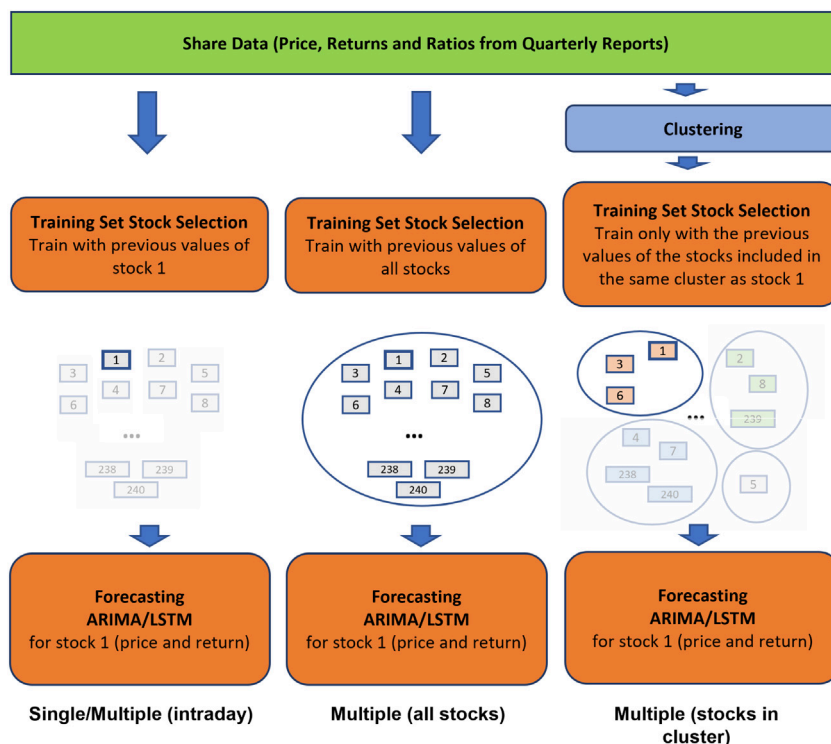 Share Data (Price, Returns and Ratios from Quarterly Reports)
Clustering
Training Set Stock Selection
Train with previous values of
stock 1
Training Set Stock Selection
Train with previous values of
all stocks
Training Set Stock Selection
Train only with the previous
values of the stocks included in
the same cluster as stock 1
1
2
3
5
4
7
6
8
...
238
239
240
1
2
3
5
4
7
6
8
...
238
239
240
1
3
6
2
8
239
...
4
7
238
240
5
Forecasting
ARIMA/LSTM
for stock 1 (price and return)
Forecasting
ARIMA/LSTM
for stock 1 (price and return)
Forecasting
ARIMA/LSTM
for stock 1 (price and return)
Single/Multiple (intraday)
Multiple (all stocks)
Multiple (stocks in
cluster)